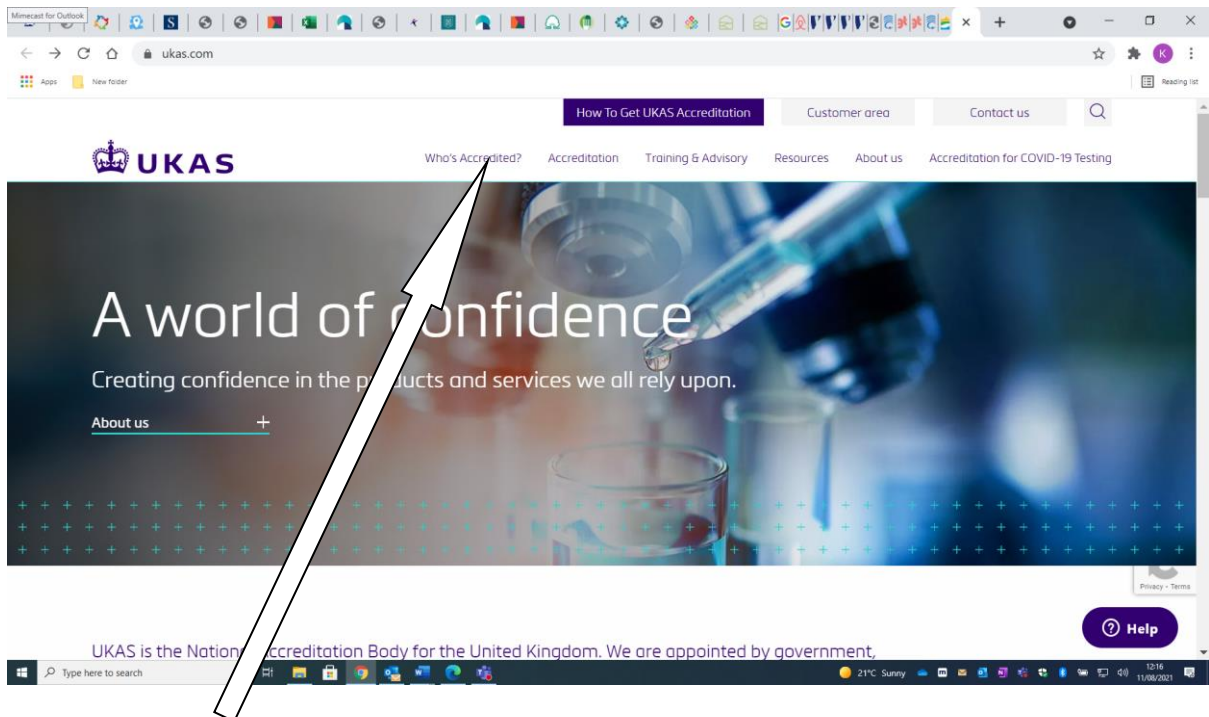 Mimecast for Outlook
ukas.com
K
Apps
New folder
Reading list
How To Get UKAS Accreditation
Customer area
Contact us
UKAS
Who's Accredited?
Accreditation
Training & Advisory
Resources
About us
Accreditation for COVID-19 Testing
A world of confidence
Creating confidence in the products and services we all rely upon.
About us
Privacy - Terms
Help
UKAS is the National Accreditation Body for the United Kingdom. We are appointed by government,
Type here to search
21°C Sunny
12:16
11/08/2021